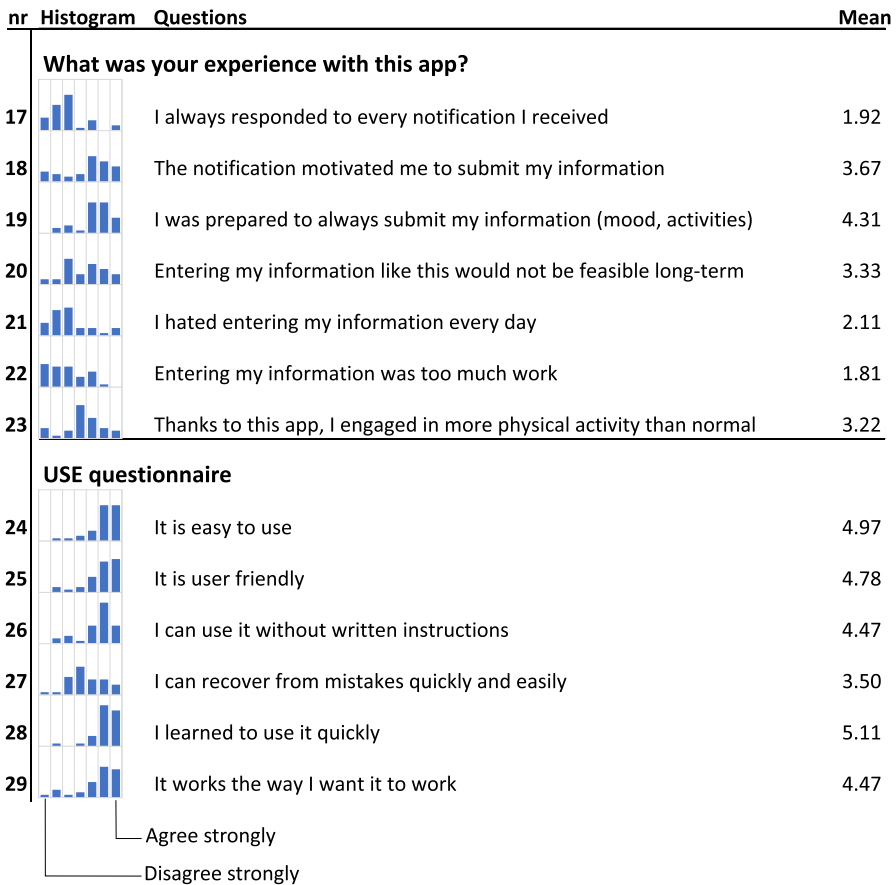 nr Histogram Questions Mean
What was your experience with this app?
17 I always responded to every notification I received 1.92
18 The notification motivated me to submit my information 3.67
19 I was prepared to always submit my information (mood, activities) 4.31
20 Entering my information like this would not be feasible long-term 3.33
21 I hated entering my information every day 2.11
22 Entering my information was too much work 1.81
23 Thanks to this app, I engaged in more physical activity than normal 3.22
USE questionnaire
24 It is easy to use 4.97
25 It is user friendly 4.78
26 I can use it without written instructions 4.47
27 I can recover from mistakes quickly and easily 3.50
28 I learned to use it quickly 5.11
29 It works the way I want it to work 4.47
Agree strongly
Disagree strongly